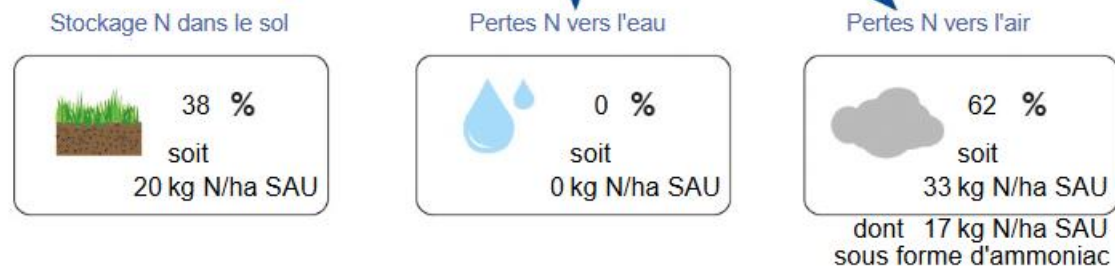 Stockage N dans le sol
38 %
soit
20 kg N/ha SAU
Pertes N vers l'eau
0 %
soit
0 kg N/ha SAU
Pertes N vers l'air
62 %
soit
33 kg N/ha SAU
dont 17 kg N/ha SAU
sous forme d'ammoniac